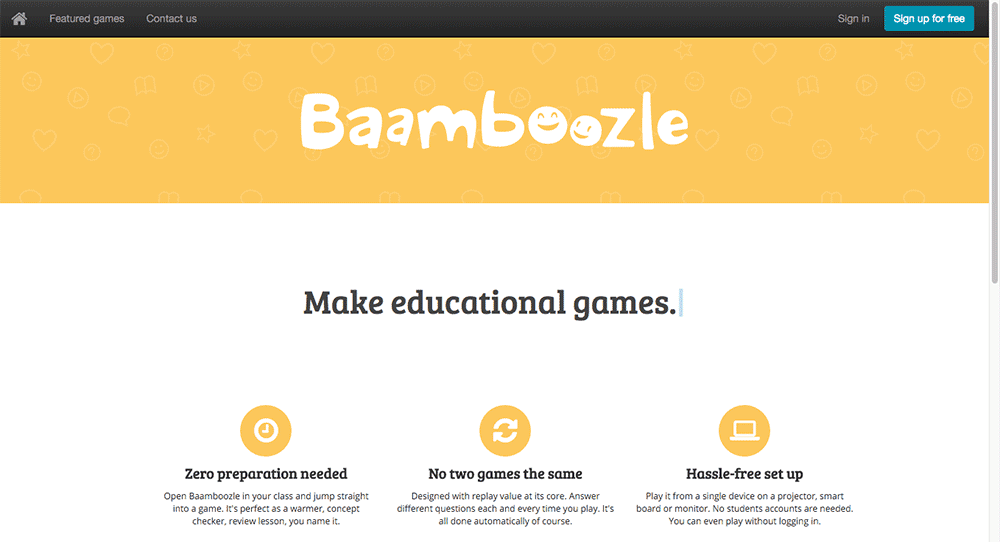 Featured games
Contact us
Sign in
Sign up for free
Baamboozle
Make educational games.
Zero preparation needed
Open Baamboozle in your class and jump straight
into a game. It's perfect as a warmer, concept
checker, review lesson, you name it.
No two games the same
Designed with replay value at its core. Answer
different questions each and every time you play. It's
all done automatically of course.
Hassle-free set up
Play it from a single device on a projector, smart
board or monitor. No students accounts are needed.
You can even play without logging in.